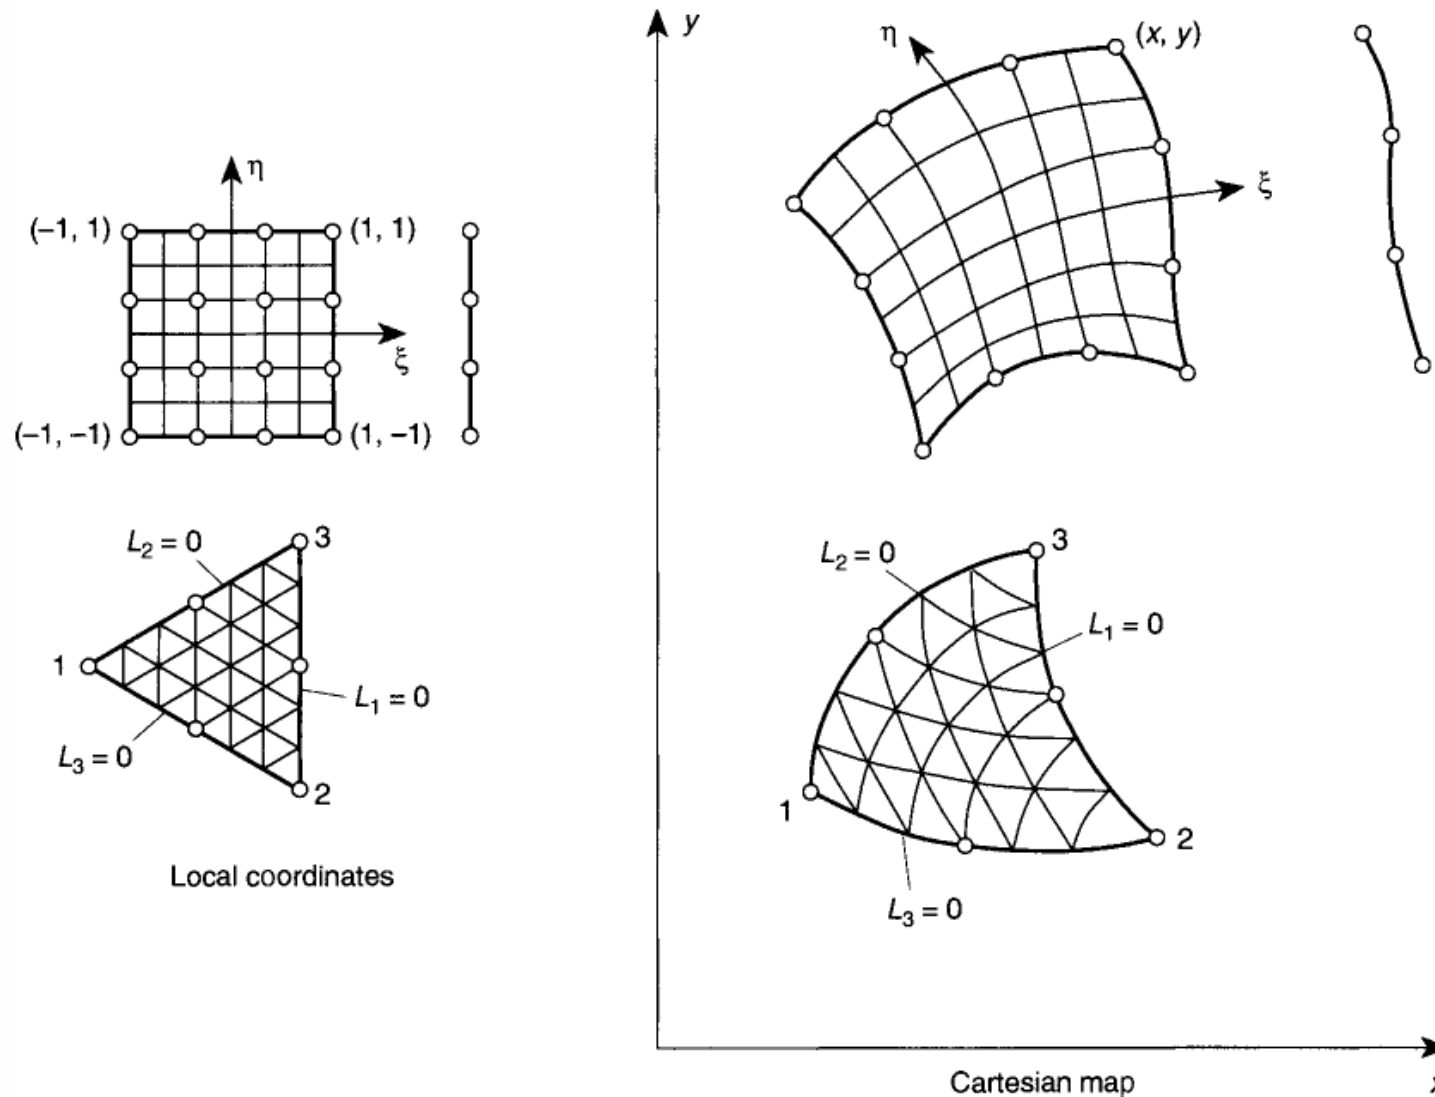 y
η
(x, y)
ξ
η
(–1, 1)
(1, 1)
ξ
(–1, –1)
(1, –1)
L₂ = 0
3
1
L₁ = 0
L₃ = 0
2
Local coordinates
L₂ = 0
3
L₁ = 0
1
2
L₃ = 0
Cartesian map